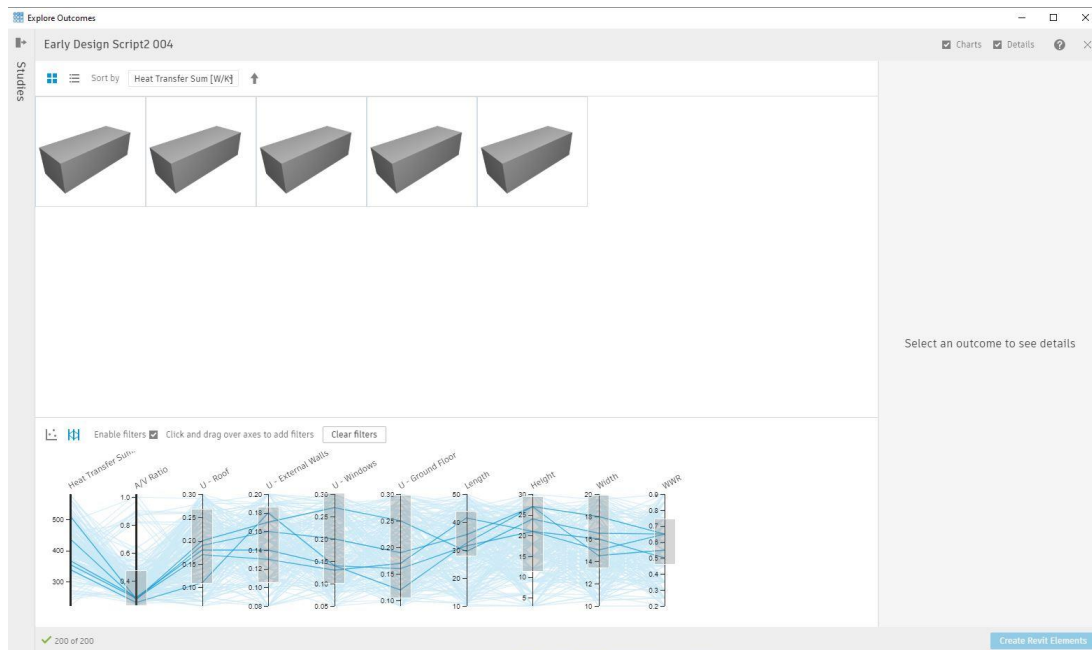 Explore Outcomes
Early Design Script2 004
Charts
Details
Studies
Sort by
Heat Transfer Sum [W/K]
Select an outcome to see details
Enable filters
Click and drag over axes to add filters
Clear filters
Heat Transfer Sum...
A/V Ratio
U - Roof
U - External Walls
U - Windows
U - Ground Floor
Length
Height
Width
WWR
500
400
300
1.0
0.8
0.6
0.4
0.30
0.25
0.20
0.15
0.10
0.20
0.18
0.16
0.14
0.12
0.10
0.08
0.30
0.25
0.20
0.15
0.10
0.05
0.30
0.25
0.20
0.15
0.10
50
40
30
20
10
30
25
20
15
10
5
20
18
16
14
12
10
0.9
0.8
0.7
0.6
0.5
0.4
0.3
0.2
200 of 200
Create Revit Elements